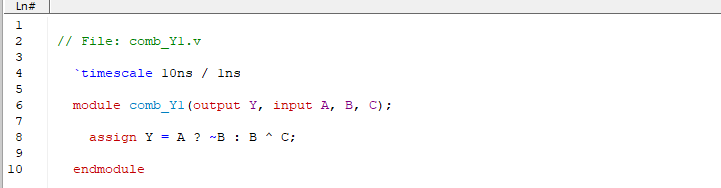 Ln#
1
2 // File: comb_Y1.v
3
4 `timescale 10ns / 1ns
5
6 module comb_Y1(output Y, input A, B, C);
7
8 assign Y = A ? ~B : B ^ C;
9
10 endmodule